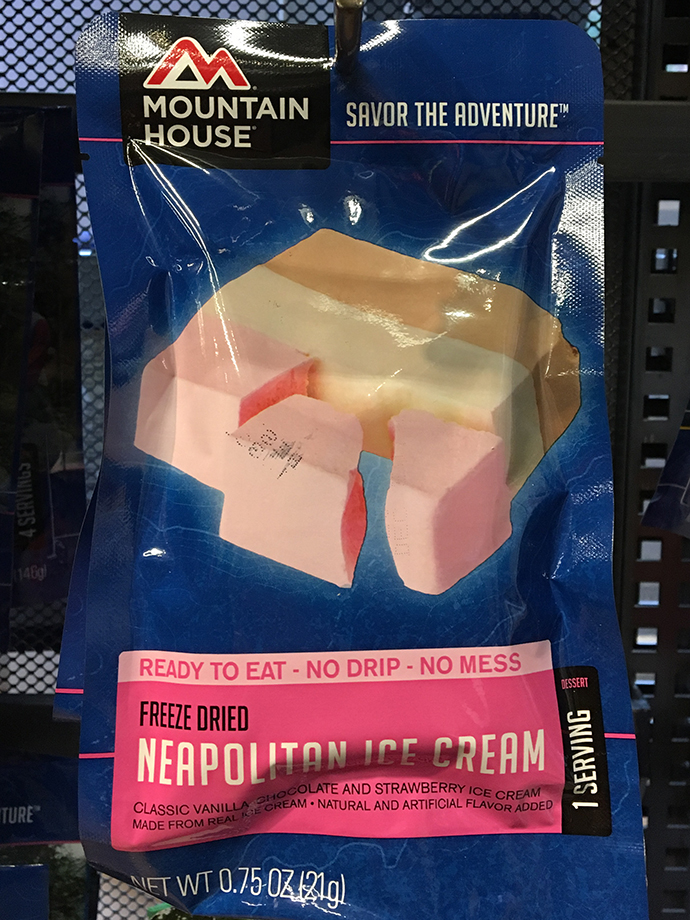 MOUNTAIN
HOUSE®
SAVOR THE ADVENTURE™
READY TO EAT - NO DRIP - NO MESS
FREEZE DRIED
NEAPOLITAN ICE CREAM
CLASSIC VANILLA, CHOCOLATE AND STRAWBERRY ICE CREAM
MADE FROM REAL ICE CREAM • NATURAL AND ARTIFICIAL FLAVOR ADDED
DESSERT
1 SERVING
NET WT 0.75 OZ (21g)
4 SERVINGS
146g)
TURE™